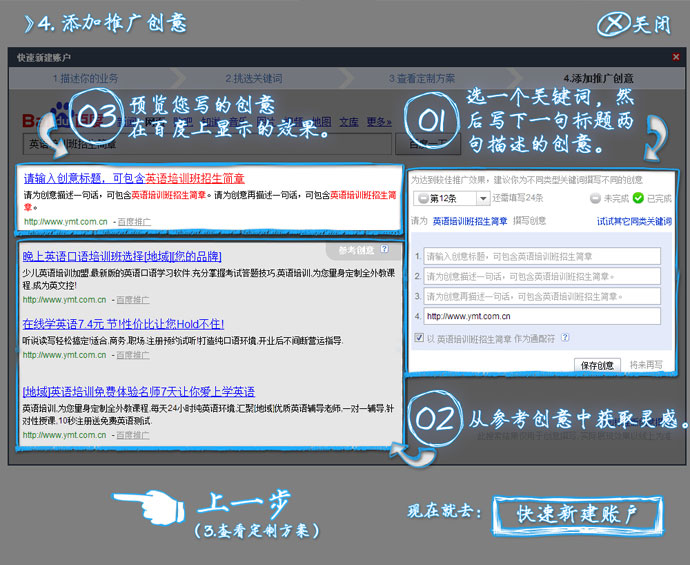 》4. 添加推广创意
关闭
快速新建账户
1.描述你的业务
2.挑选关键词
3.查看定制方案
4.添加推广创意
03 预览您写的创意
在百度上显示的效果。
01 选一个关键词，然
后写下一句标题两
句描述的创意。
地图 文库 更多»
英语培训班招生简章
请输入创意标题，可包含英语培训班招生简章
请为创意描述一句话，可包含英语培训班招生简章。请为创意再描述一句话，可包含英语培训班招生简
章。
http://www.ymt.com.cn - 百度推广
参考创意
晚上英语口语培训班选择[地域][您的品牌]
少儿英语培训加盟,最新版的英语口语学习软件,充分掌握考试答题技巧,英语培训,为您量身定制全外教课
程,成为英文控!
http://www.ymt.com.cn - 百度推广
在线学英语7.4元 节!性价比让您Hold不住!
听说读写轻松搞定!适合,商务,职场,注册预约试听!打造纯口语环境,开业后不间断营运指导.
http://www.ymt.com.cn - 百度推广
[地域]英语培训免费体验名师7天让你爱上学英语
英语培训,为您量身定制全外教课程,每天24小时纯英语环境,汇聚[地域]优质英语辅导老师,一对一辅导,针
对性授课,10秒注册送免费英语测试.
http://www.ymt.com.cn - 百度推广
为达到较佳推广效果，建议你为不同类型关键词撰写不同的创意
第12条 还需填写24条 未完成 已完成
请为 英语培训班招生简章 撰写创意 试试其它同类关键词
1. 请输入创意标题，可包含英语培训班招生简章
2. 请为创意描述一句话，可包含英语培训班招生简章。
3. 请为创意再描述一句话，可包含英语培训班招生简章。
4. http://www.ymt.com.cn
以 英语培训班招生简章 作为通配符
保存创意 将来再写
02 从参考创意中获取灵感。
上一步
(3.查看定制方案)
现在就去: 快速新建账户